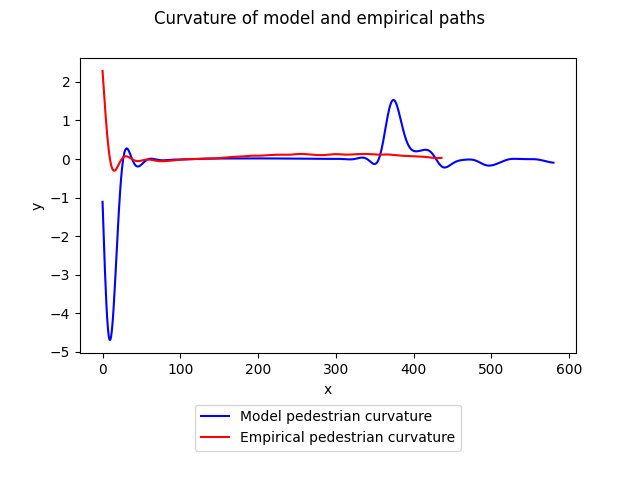 Curvature of model and empirical paths
2
1
0
−1
−2
−3
−4
−5
y
0 100 200 300 400 500 600
x
Model pedestrian curvature
Empirical pedestrian curvature